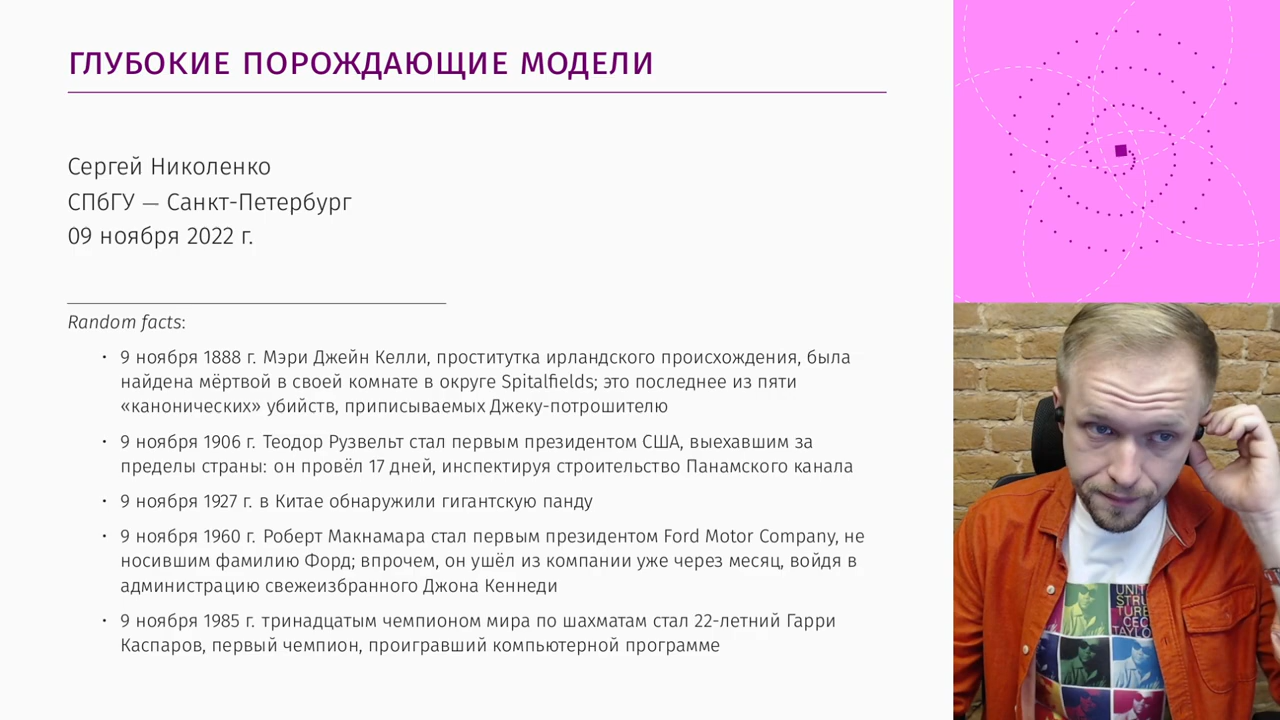 ГЛУБОКИЕ ПОРОЖДАЮЩИЕ МОДЕЛИ
Сергей Николенко
СПбГУ — Санкт-Петербург
09 ноября 2022 г.
Random facts:
• 9 ноября 1888 г. Мэри Джейн Келли, проститутка ирландского происхождения, была
найдена мёртвой в своей комнате в округе Spitalfields; это последнее из пяти
«канонических» убийств, приписываемых Джеку-потрошителю
• 9 ноября 1906 г. Теодор Рузвельт стал первым президентом США, выехавшим за
пределы страны: он провёл 17 дней, инспектируя строительство Панамского канала
• 9 ноября 1927 г. в Китае обнаружили гигантскую панду
• 9 ноября 1960 г. Роберт Макнамара стал первым президентом Ford Motor Company, не
носившим фамилию Форд; впрочем, он ушёл из компании уже через месяц, войдя в
администрацию свежеизбранного Джона Кеннеди
• 9 ноября 1985 г. тринадцатым чемпионом мира по шахматам стал 22-летний Гарри
Каспаров, первый чемпион, проигравший компьютерной программе
UNIT
STRU
TURE
CEC
TAYLO